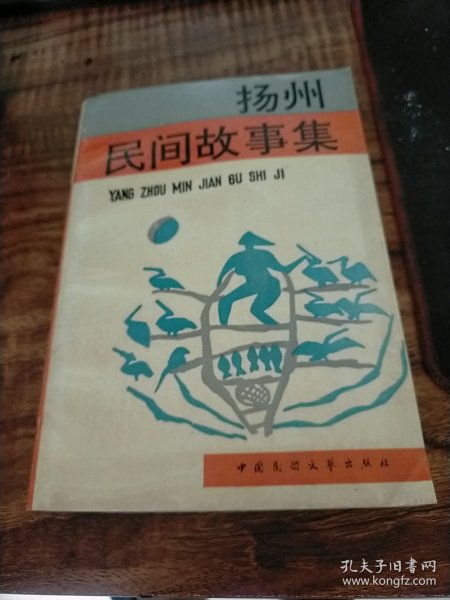 扬州
民间故事集
YANG ZHOU MIN JIAN GU SHI JI
中国民间文艺出版社
孔夫子旧书网
www.kongfz.com